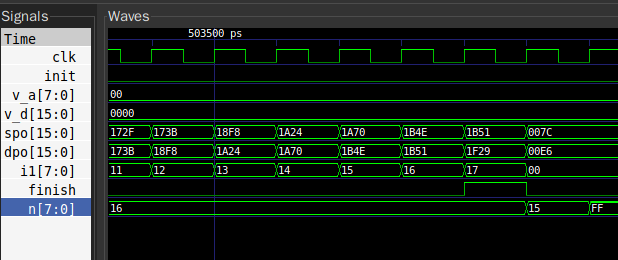 Signals
Waves
Time
503500 ps
clk
init
v_a[7:0] 00
v_d[15:0] 0000
spo[15:0] 172F 173B 18F8 1A24 1A70 1B4E 1B51 007C
dpo[15:0] 173B 18F8 1A24 1A70 1B4E 1B51 1F29 00E6
i1[7:0] 11 12 13 14 15 16 17 00
finish
n[7:0] 16 15 FF